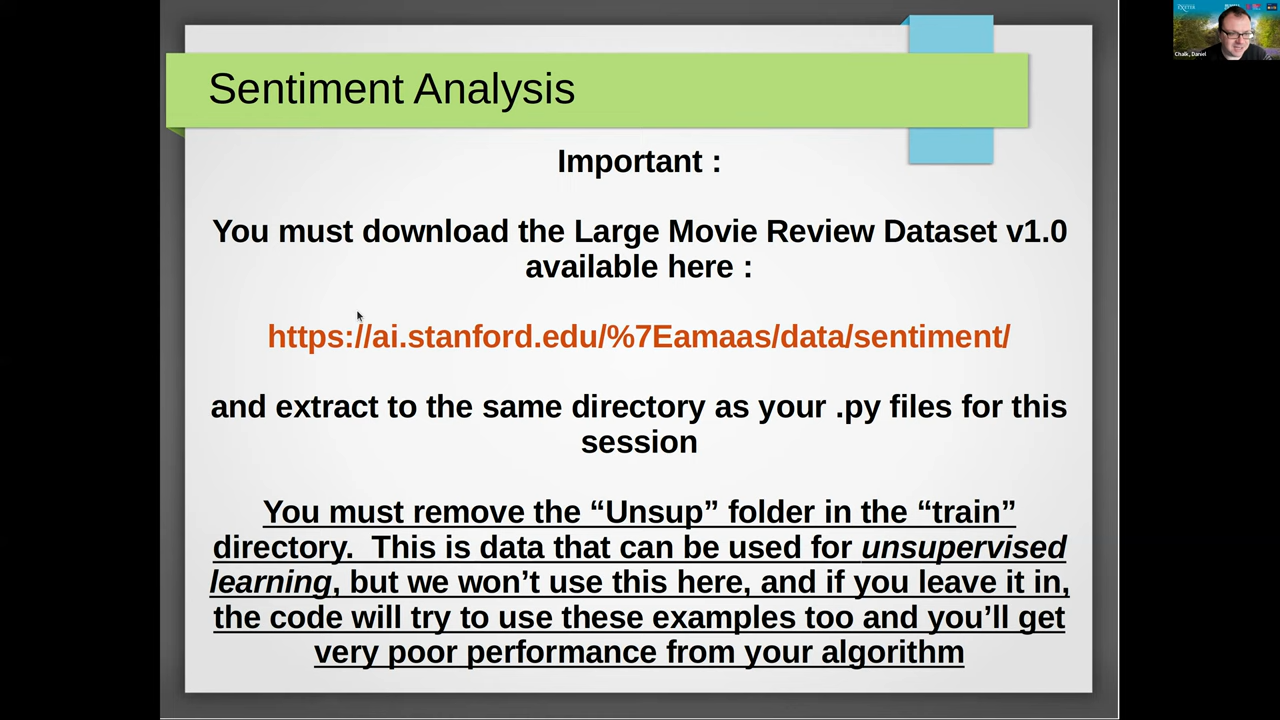 Sentiment Analysis
Important :
You must download the Large Movie Review Dataset v1.0
available here :
https://ai.stanford.edu/%7Eamaas/data/sentiment/
and extract to the same directory as your .py files for this
session
You must remove the “Unsup” folder in the “train”
directory.  This is data that can be used for unsupervised
learning, but we won’t use this here, and if you leave it in,
the code will try to use these examples too and you’ll get
very poor performance from your algorithm
Chalk, Daniel